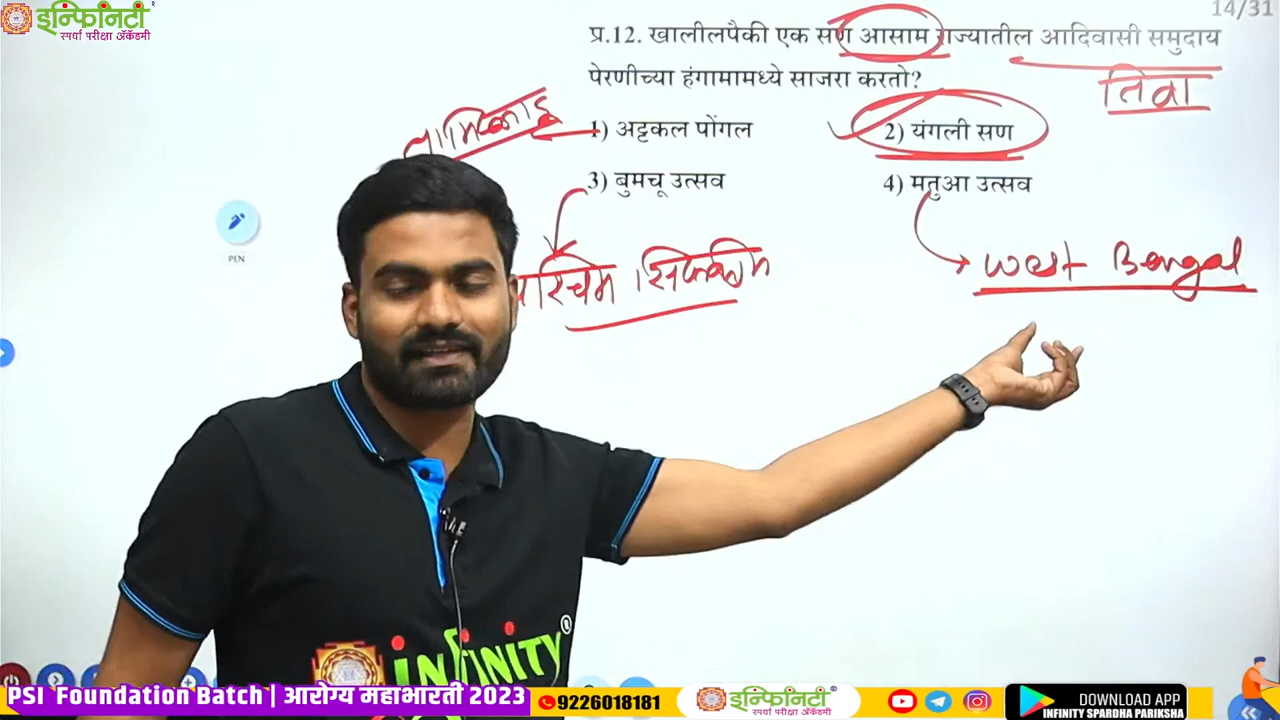 इन्फिनिटी
स्पर्धा परीक्षा अ‍ॅकॅडमी
14/31
प्र.12. खालीलपैकी एक सण आसाम राज्यातील आदिवासी समुदाय
पेरणीच्या हंगामामध्ये साजरा करतो?
तिवा
तामिळनाडू
1) अट्टकल पोंगल
2) यंगली सण
3) बुमचू उत्सव
4) मतुआ उत्सव
पश्चिम सिक्कीम
West Bengal
PEN
INFINITY
PSI Foundation Batch | आरोग्य महाभारती 2023
9226018181
इन्फिनिटी
स्पर्धा परीक्षा अ‍ॅकॅडमी
DOWNLOAD APP
INFINITY SPARDHA PARIKSHA